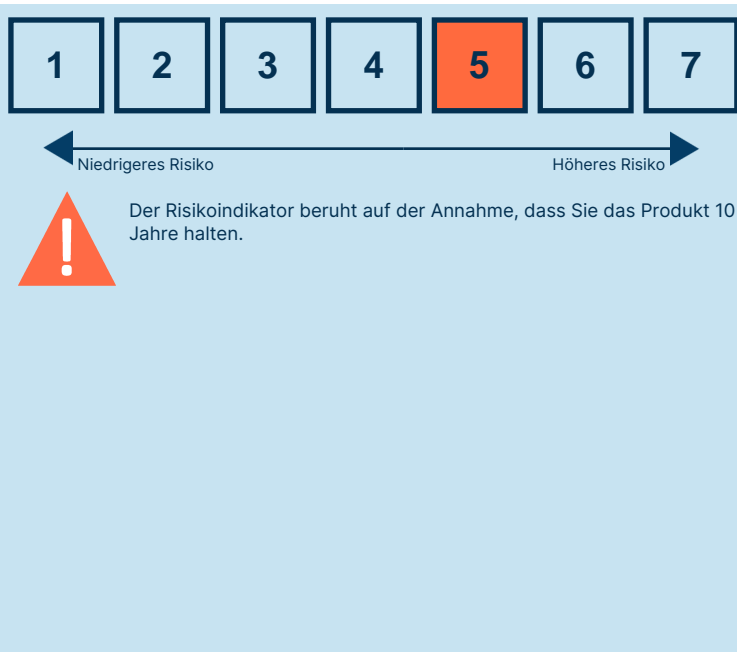 1 2 3 4 5 6 7
Niedrigeres Risiko Höheres Risiko
!
Der Risikoindikator beruht auf der Annahme, dass Sie das Produkt 10
Jahre halten.